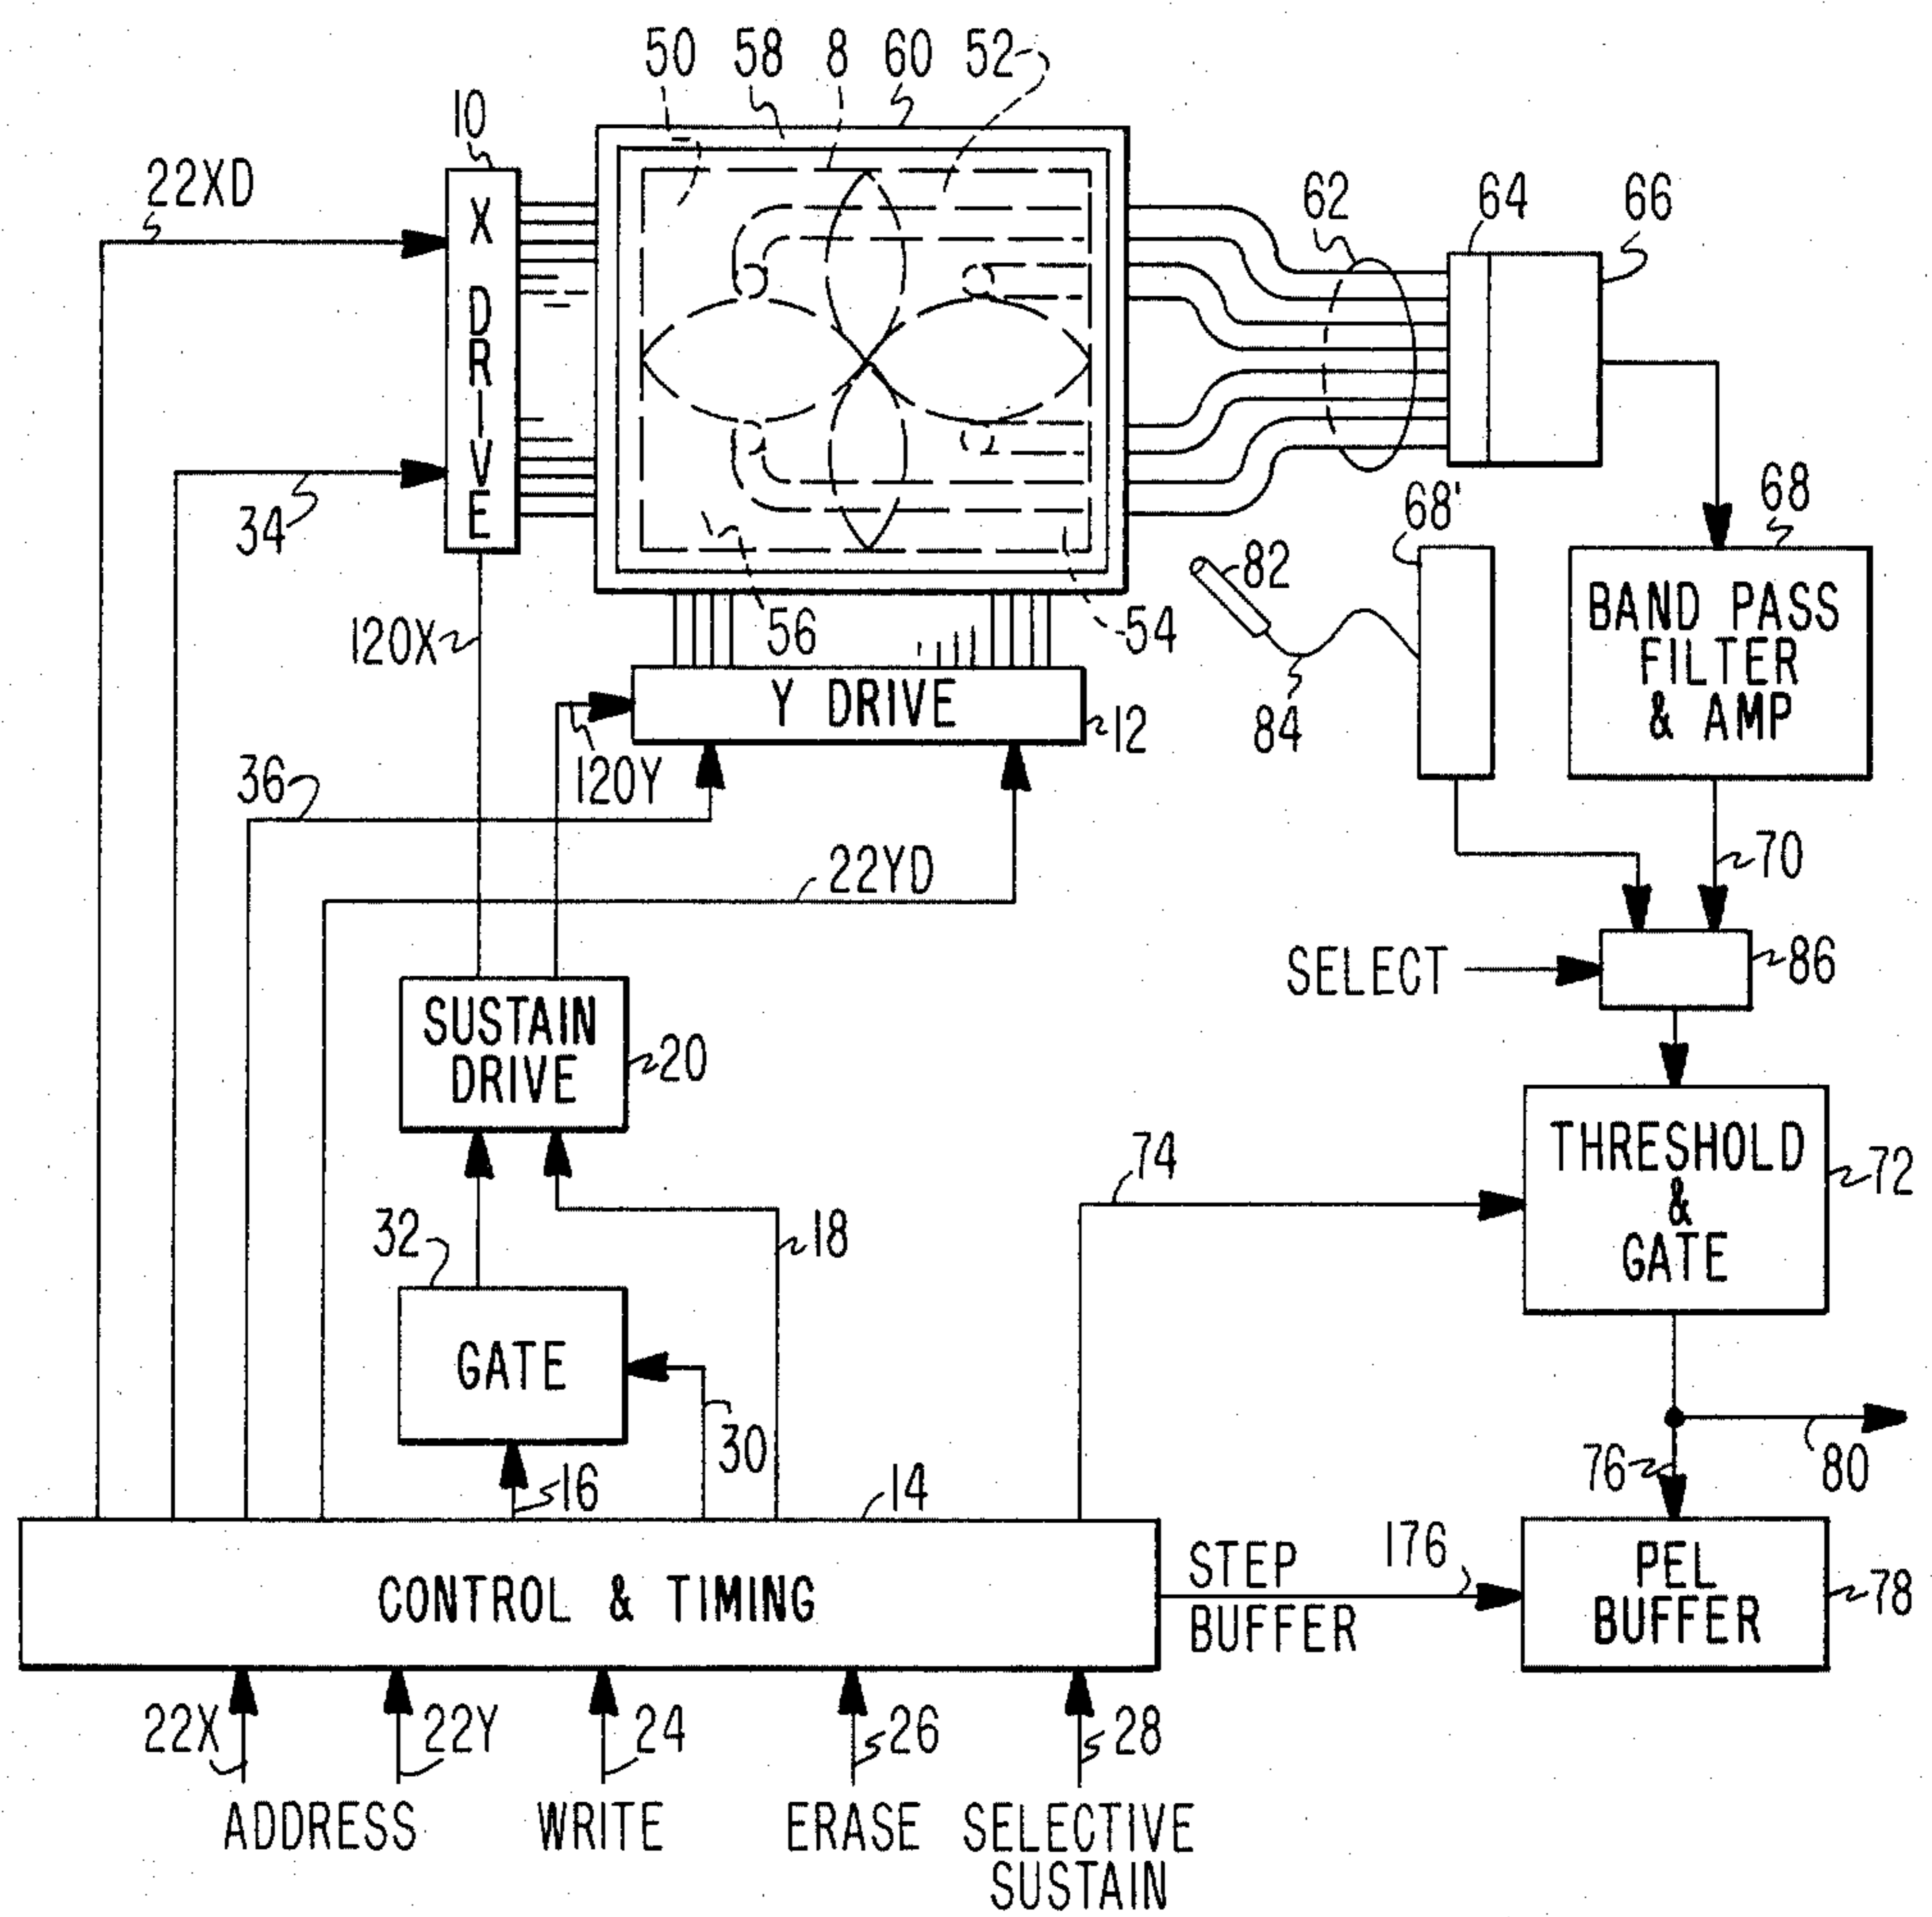 50 58 8 60 52
10
22XD
62 64 66
X DRIVE
34
68'
68
82
BAND PASS
FILTER
& AMP
120X
56
54
84
Y DRIVE
12
120Y
36
22YD
70
SELECT
86
SUSTAIN
DRIVE
20
74
THRESHOLD
&
GATE
72
32
18
GATE
30
16
14
76
80
CONTROL & TIMING
STEP
BUFFER
176
PEL
BUFFER
78
22X
22Y
24
26
28
ADDRESS
WRITE
ERASE
SELECTIVE
SUSTAIN